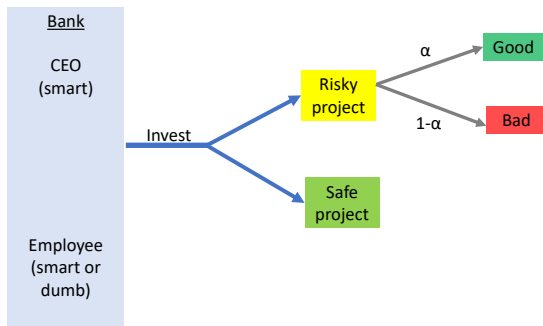 Bank
CEO
(smart)
Employee
(smart or
dumb)
Invest
Risky
project
Safe
project
α
1-α
Good
Bad